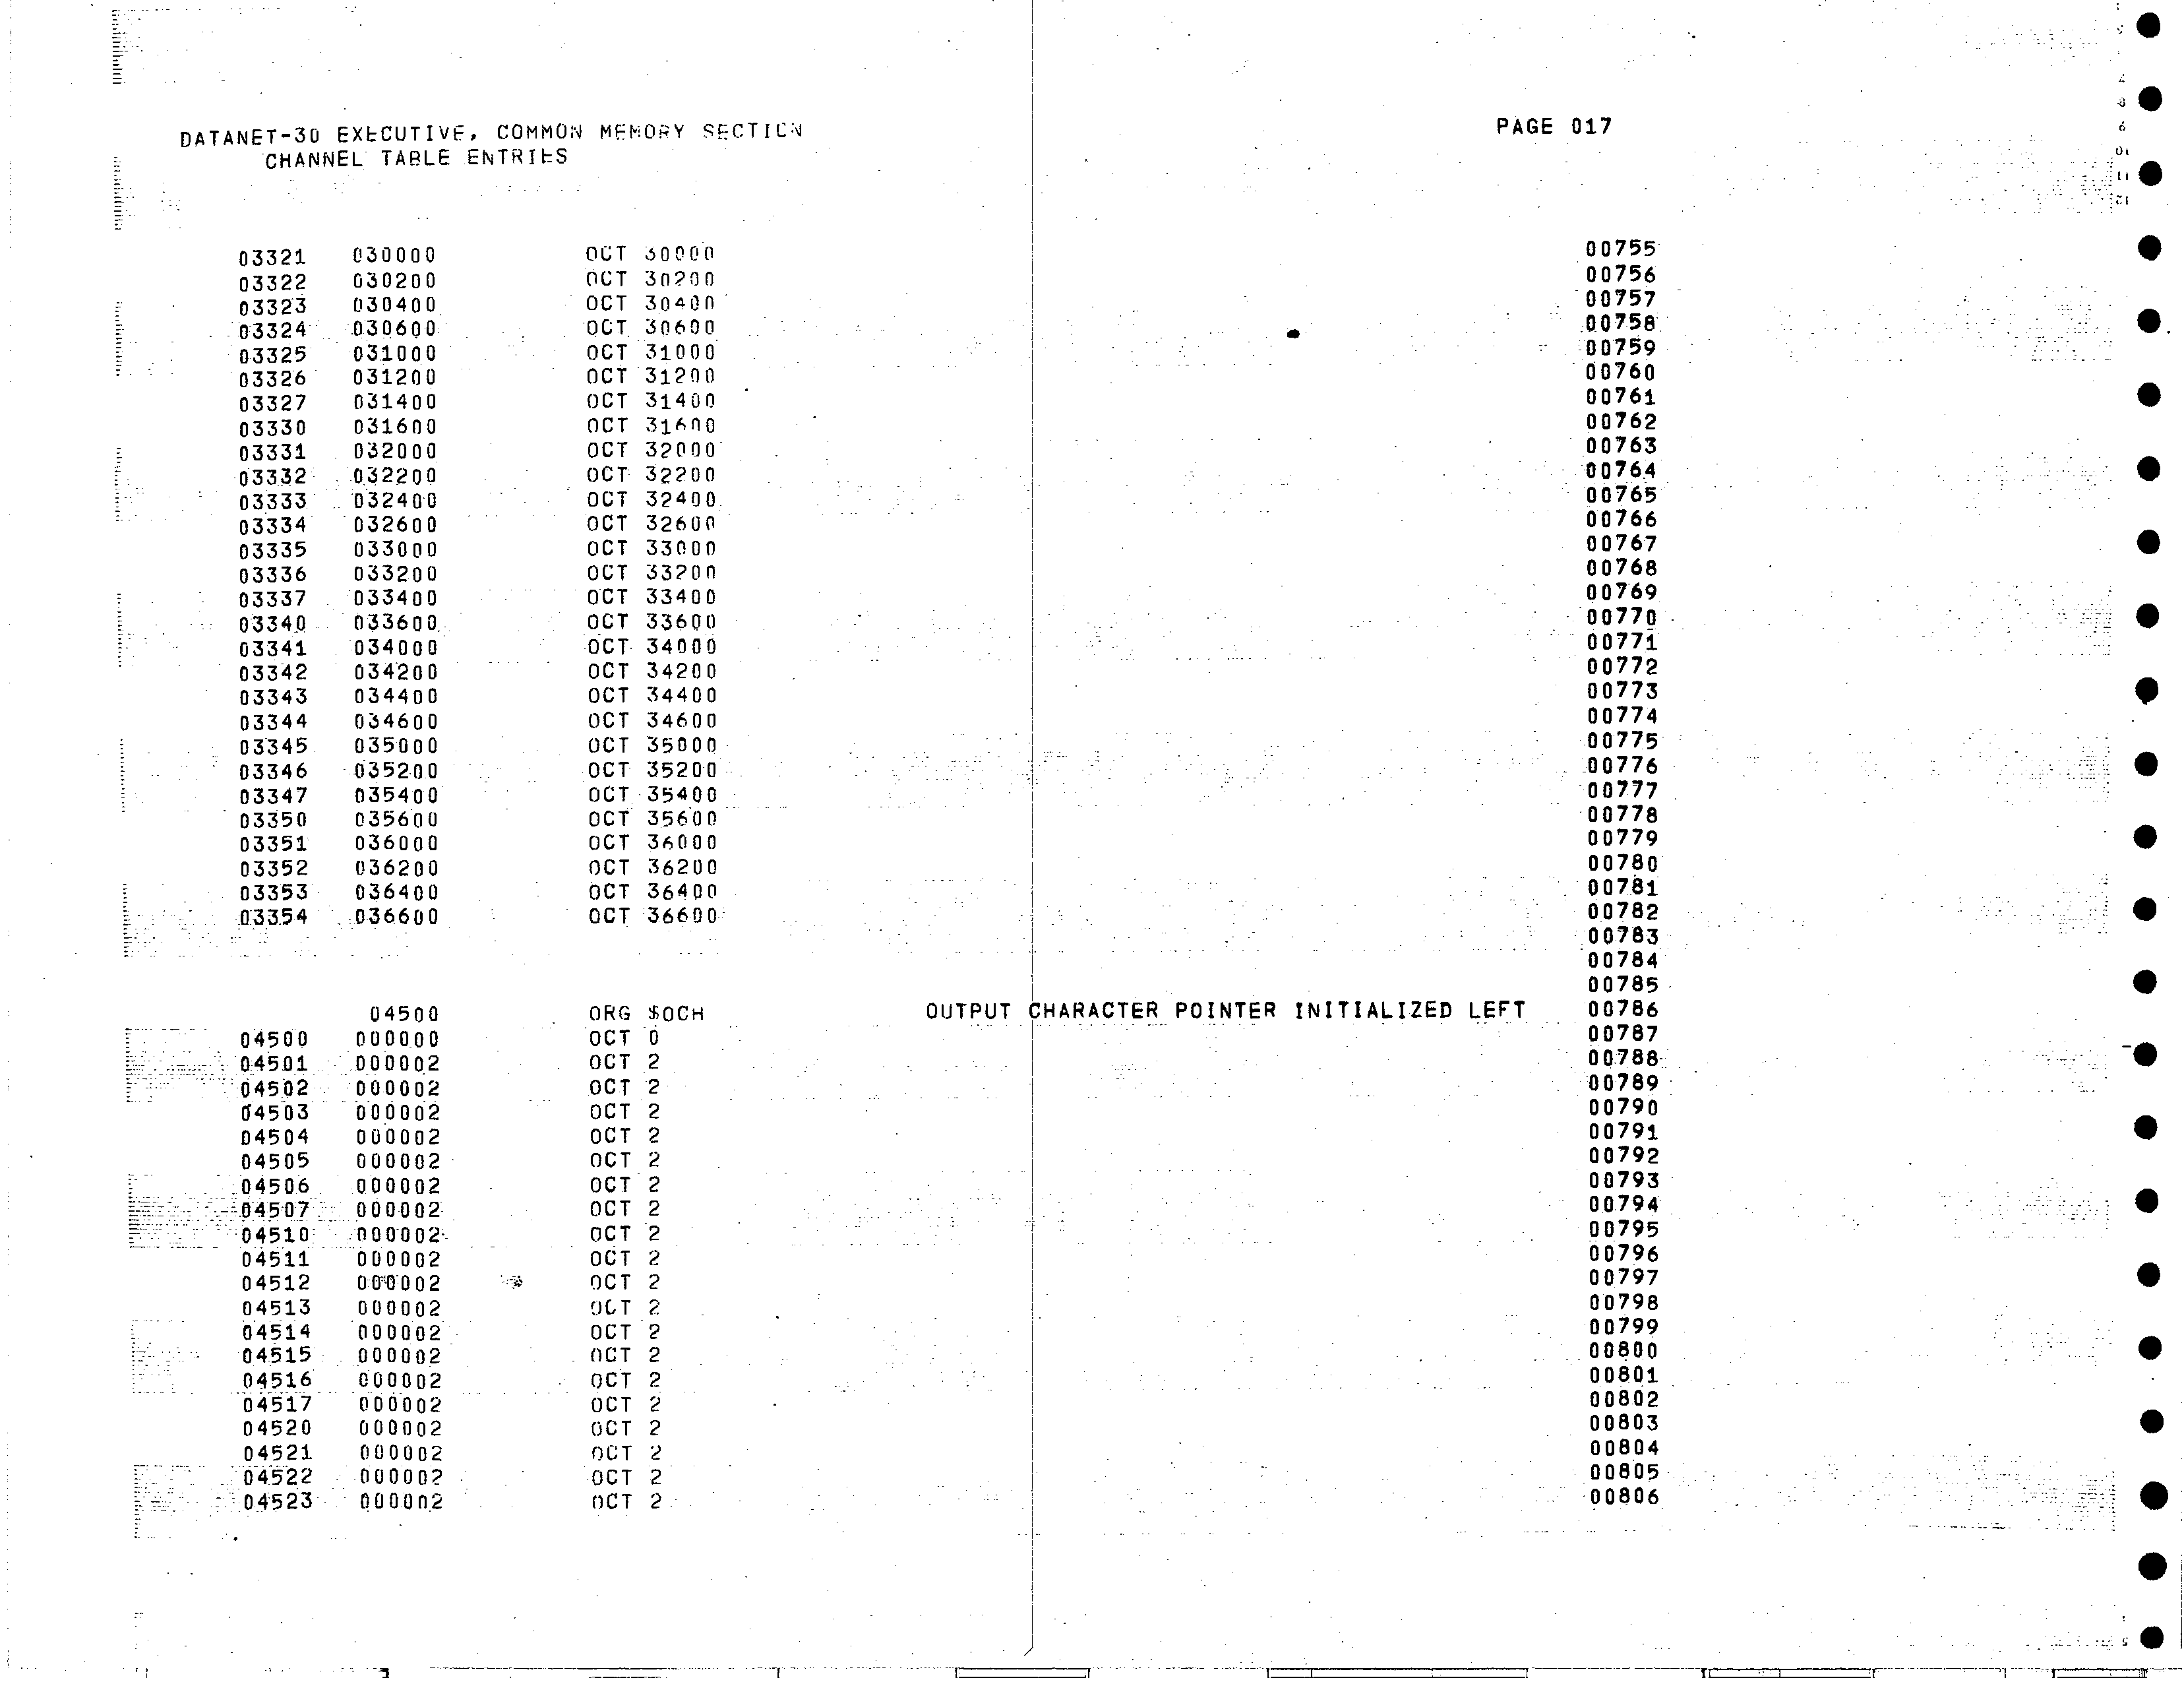 DATANET-30 EXECUTIVE, COMMON MEMORY SECTION PAGE 017
CHANNEL TABLE ENTRIES
03321 030000 OCT 30000 00755
03322 030200 OCT 30200 00756
03323 030400 OCT 30400 00757
03324 030600 OCT 30600 00758
03325 031000 OCT 31000 00759
03326 031200 OCT 31200 00760
03327 031400 OCT 31400 00761
03330 031600 OCT 31600 00762
03331 032000 OCT 32000 00763
03332 032200 OCT 32200 00764
03333 032400 OCT 32400 00765
03334 032600 OCT 32600 00766
03335 033000 OCT 33000 00767
03336 033200 OCT 33200 00768
03337 033400 OCT 33400 00769
03340 033600 OCT 33600 00770
03341 034000 OCT 34000 00771
03342 034200 OCT 34200 00772
03343 034400 OCT 34400 00773
03344 034600 OCT 34600 00774
03345 035000 OCT 35000 00775
03346 035200 OCT 35200 00776
03347 035400 OCT 35400 00777
03350 035600 OCT 35600 00778
03351 036000 OCT 36000 00779
03352 036200 OCT 36200 00780
03353 036400 OCT 36400 00781
03354 036600 OCT 36600 00782
00783
00784
00785
04500 ORG $OCH OUTPUT CHARACTER POINTER INITIALIZED LEFT 00786
04500 000000 OCT 0 00787
04501 000002 OCT 2 00788
04502 000002 OCT 2 00789
04503 000002 OCT 2 00790
04504 000002 OCT 2 00791
04505 000002 OCT 2 00792
04506 000002 OCT 2 00793
04507 000002 OCT 2 00794
04510 000002 OCT 2 00795
04511 000002 OCT 2 00796
04512 000002 OCT 2 00797
04513 000002 OCT 2 00798
04514 000002 OCT 2 00799
04515 000002 OCT 2 00800
04516 000002 OCT 2 00801
04517 000002 OCT 2 00802
04520 000002 OCT 2 00803
04521 000002 OCT 2 00804
04522 000002 OCT 2 00805
04523 000002 OCT 2 00806